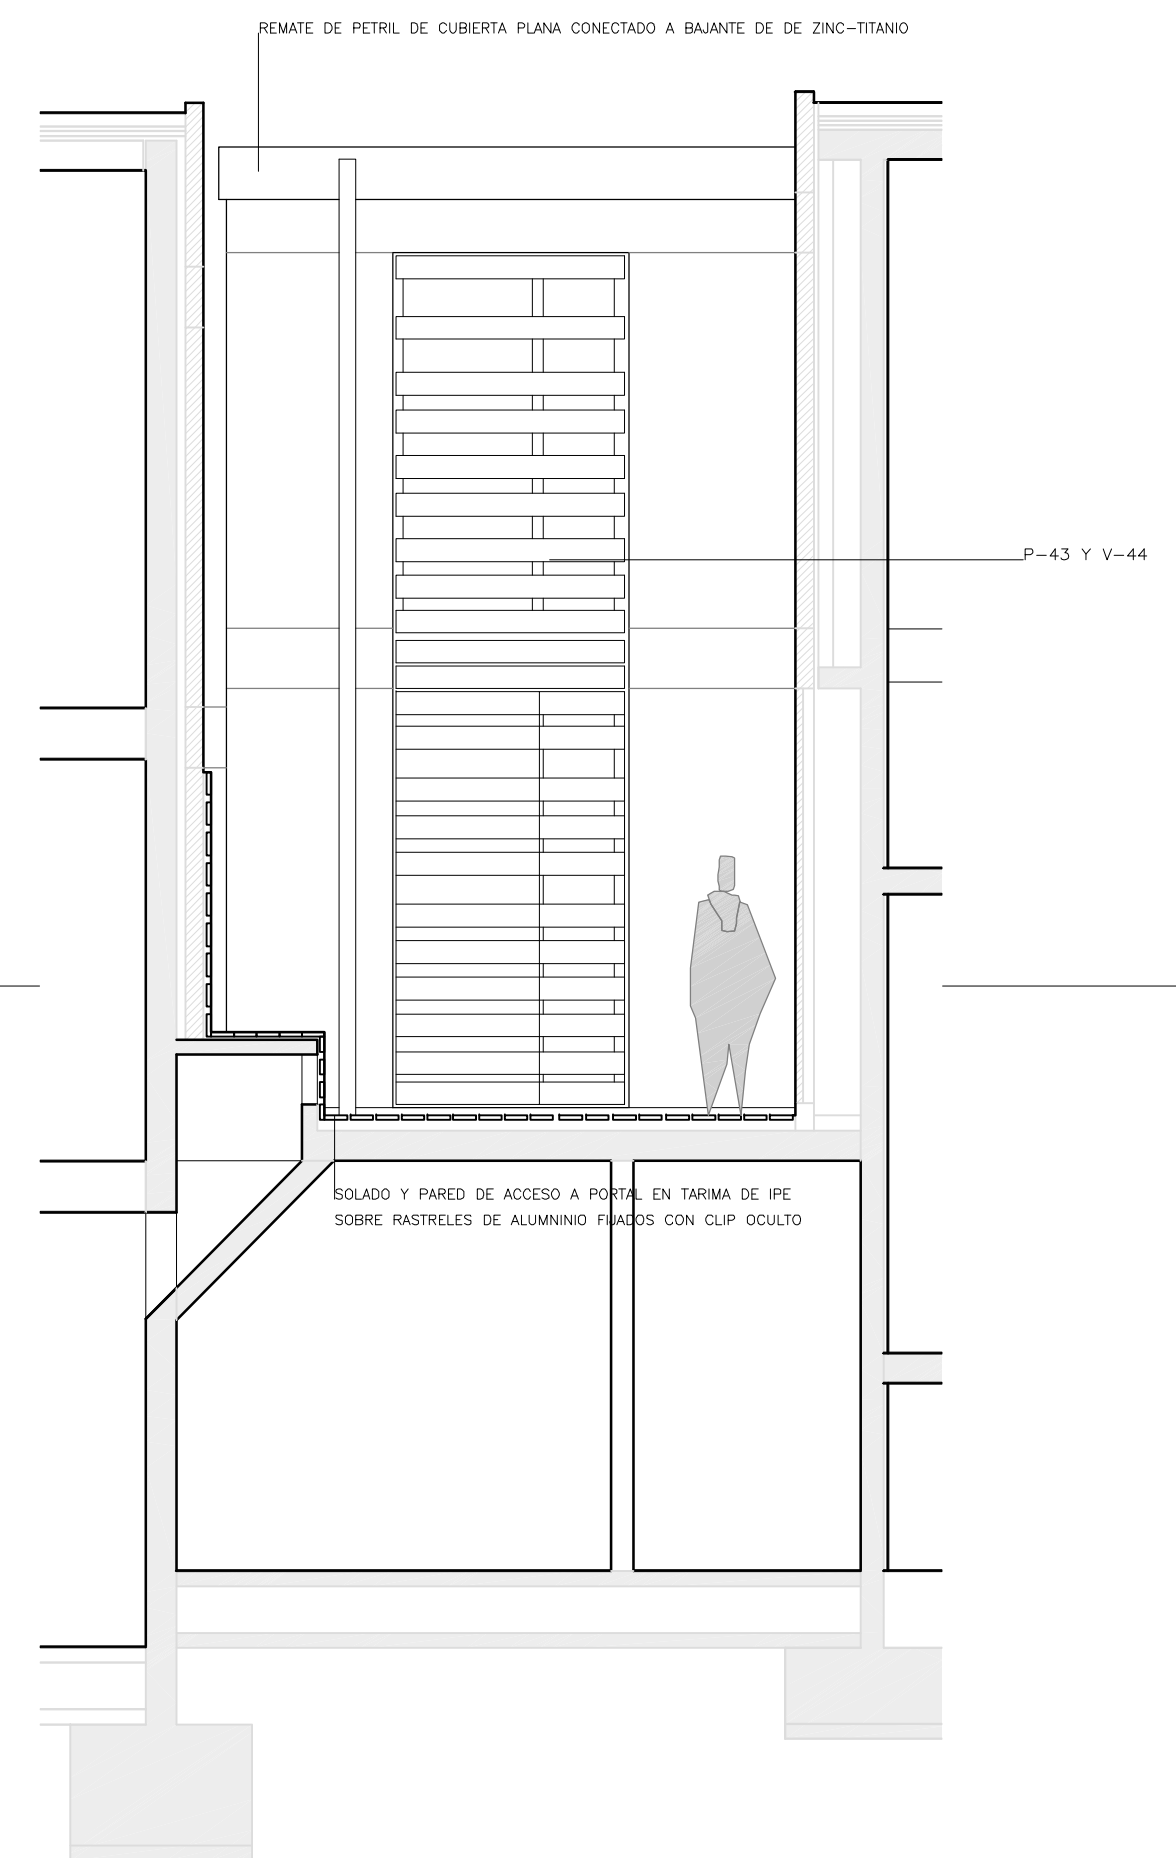 REMATE DE PETRIL DE CUBIERTA PLANA CONECTADO A BAJANTE DE DE ZINC-TITANIO
P-43 Y V-44
SOLADO Y PARED DE ACCESO A PORTAL EN TARIMA DE IPE
SOBRE RASTRELES DE ALUMNINIO FIJADOS CON CLIP OCULTO